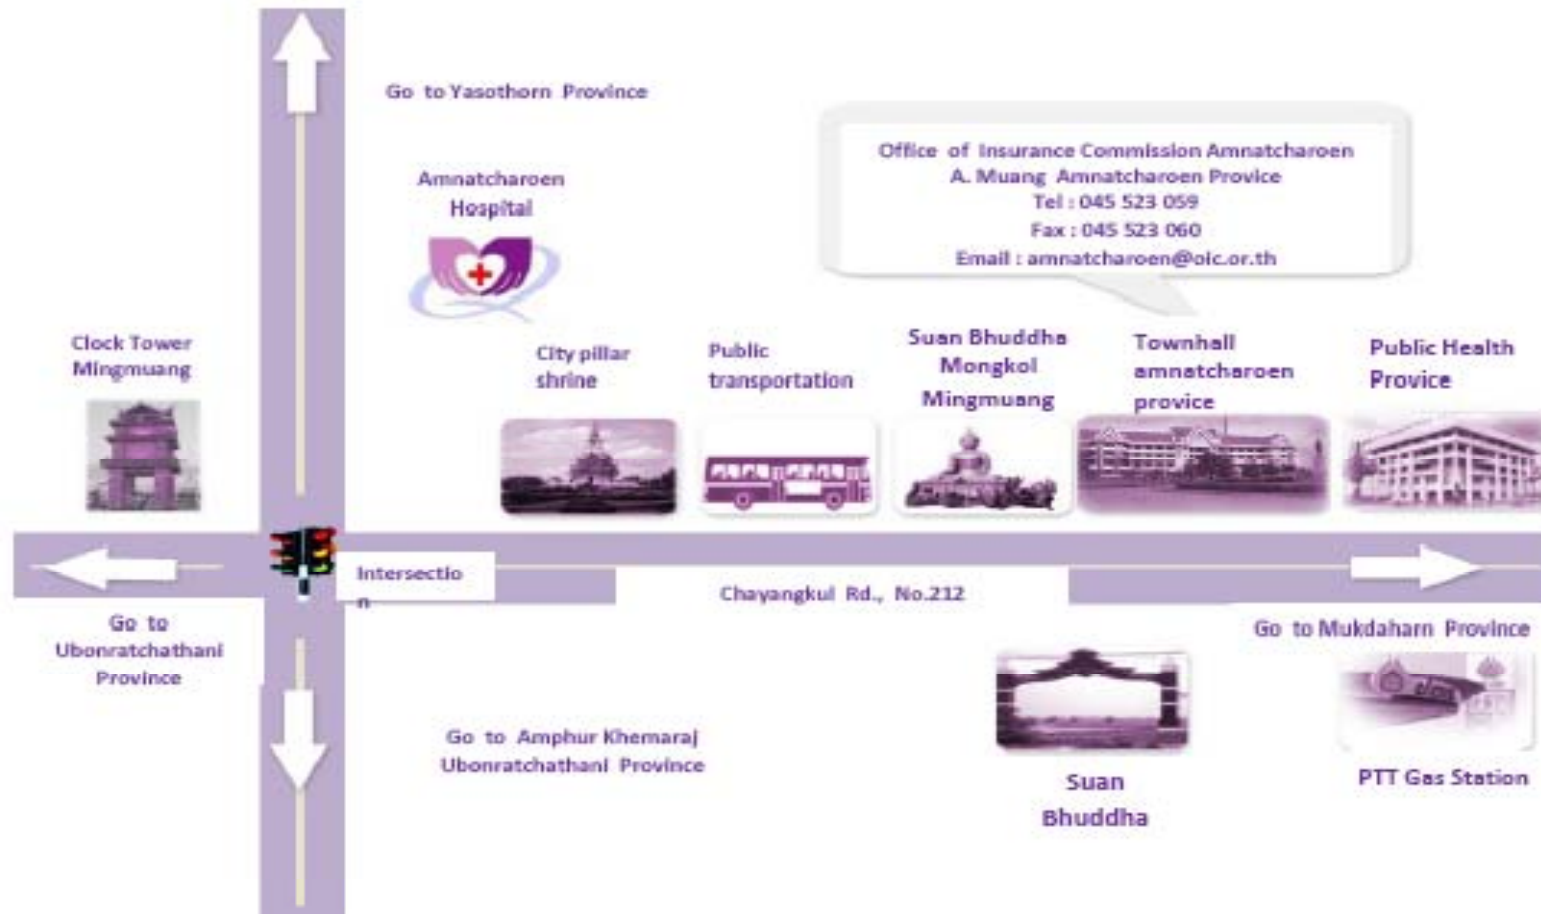 Go to Yasothorn Province
Office of Insurance Commission Amnatcharoen
A. Muang Amnatcharoen Provice
Tel : 045 523 059
Fax : 045 523 060
Email : amnatcharoen@oic.or.th
Amnatcharoen
Hospital
Clock Tower
Mingmuang
City pillar
shrine
Public
transportation
Suan Bhuddha
Mongkol
Mingmuang
Townhall
amnatcharoen
provice
Public Health
Provice
Intersectio
n
Chayangkul Rd., No.212
Go to
Ubonratchathani
Province
Go to Mukdaharn Province
Go to Amphur Khemaraj
Ubonratchathani Province
Suan
Bhuddha
PTT Gas Station